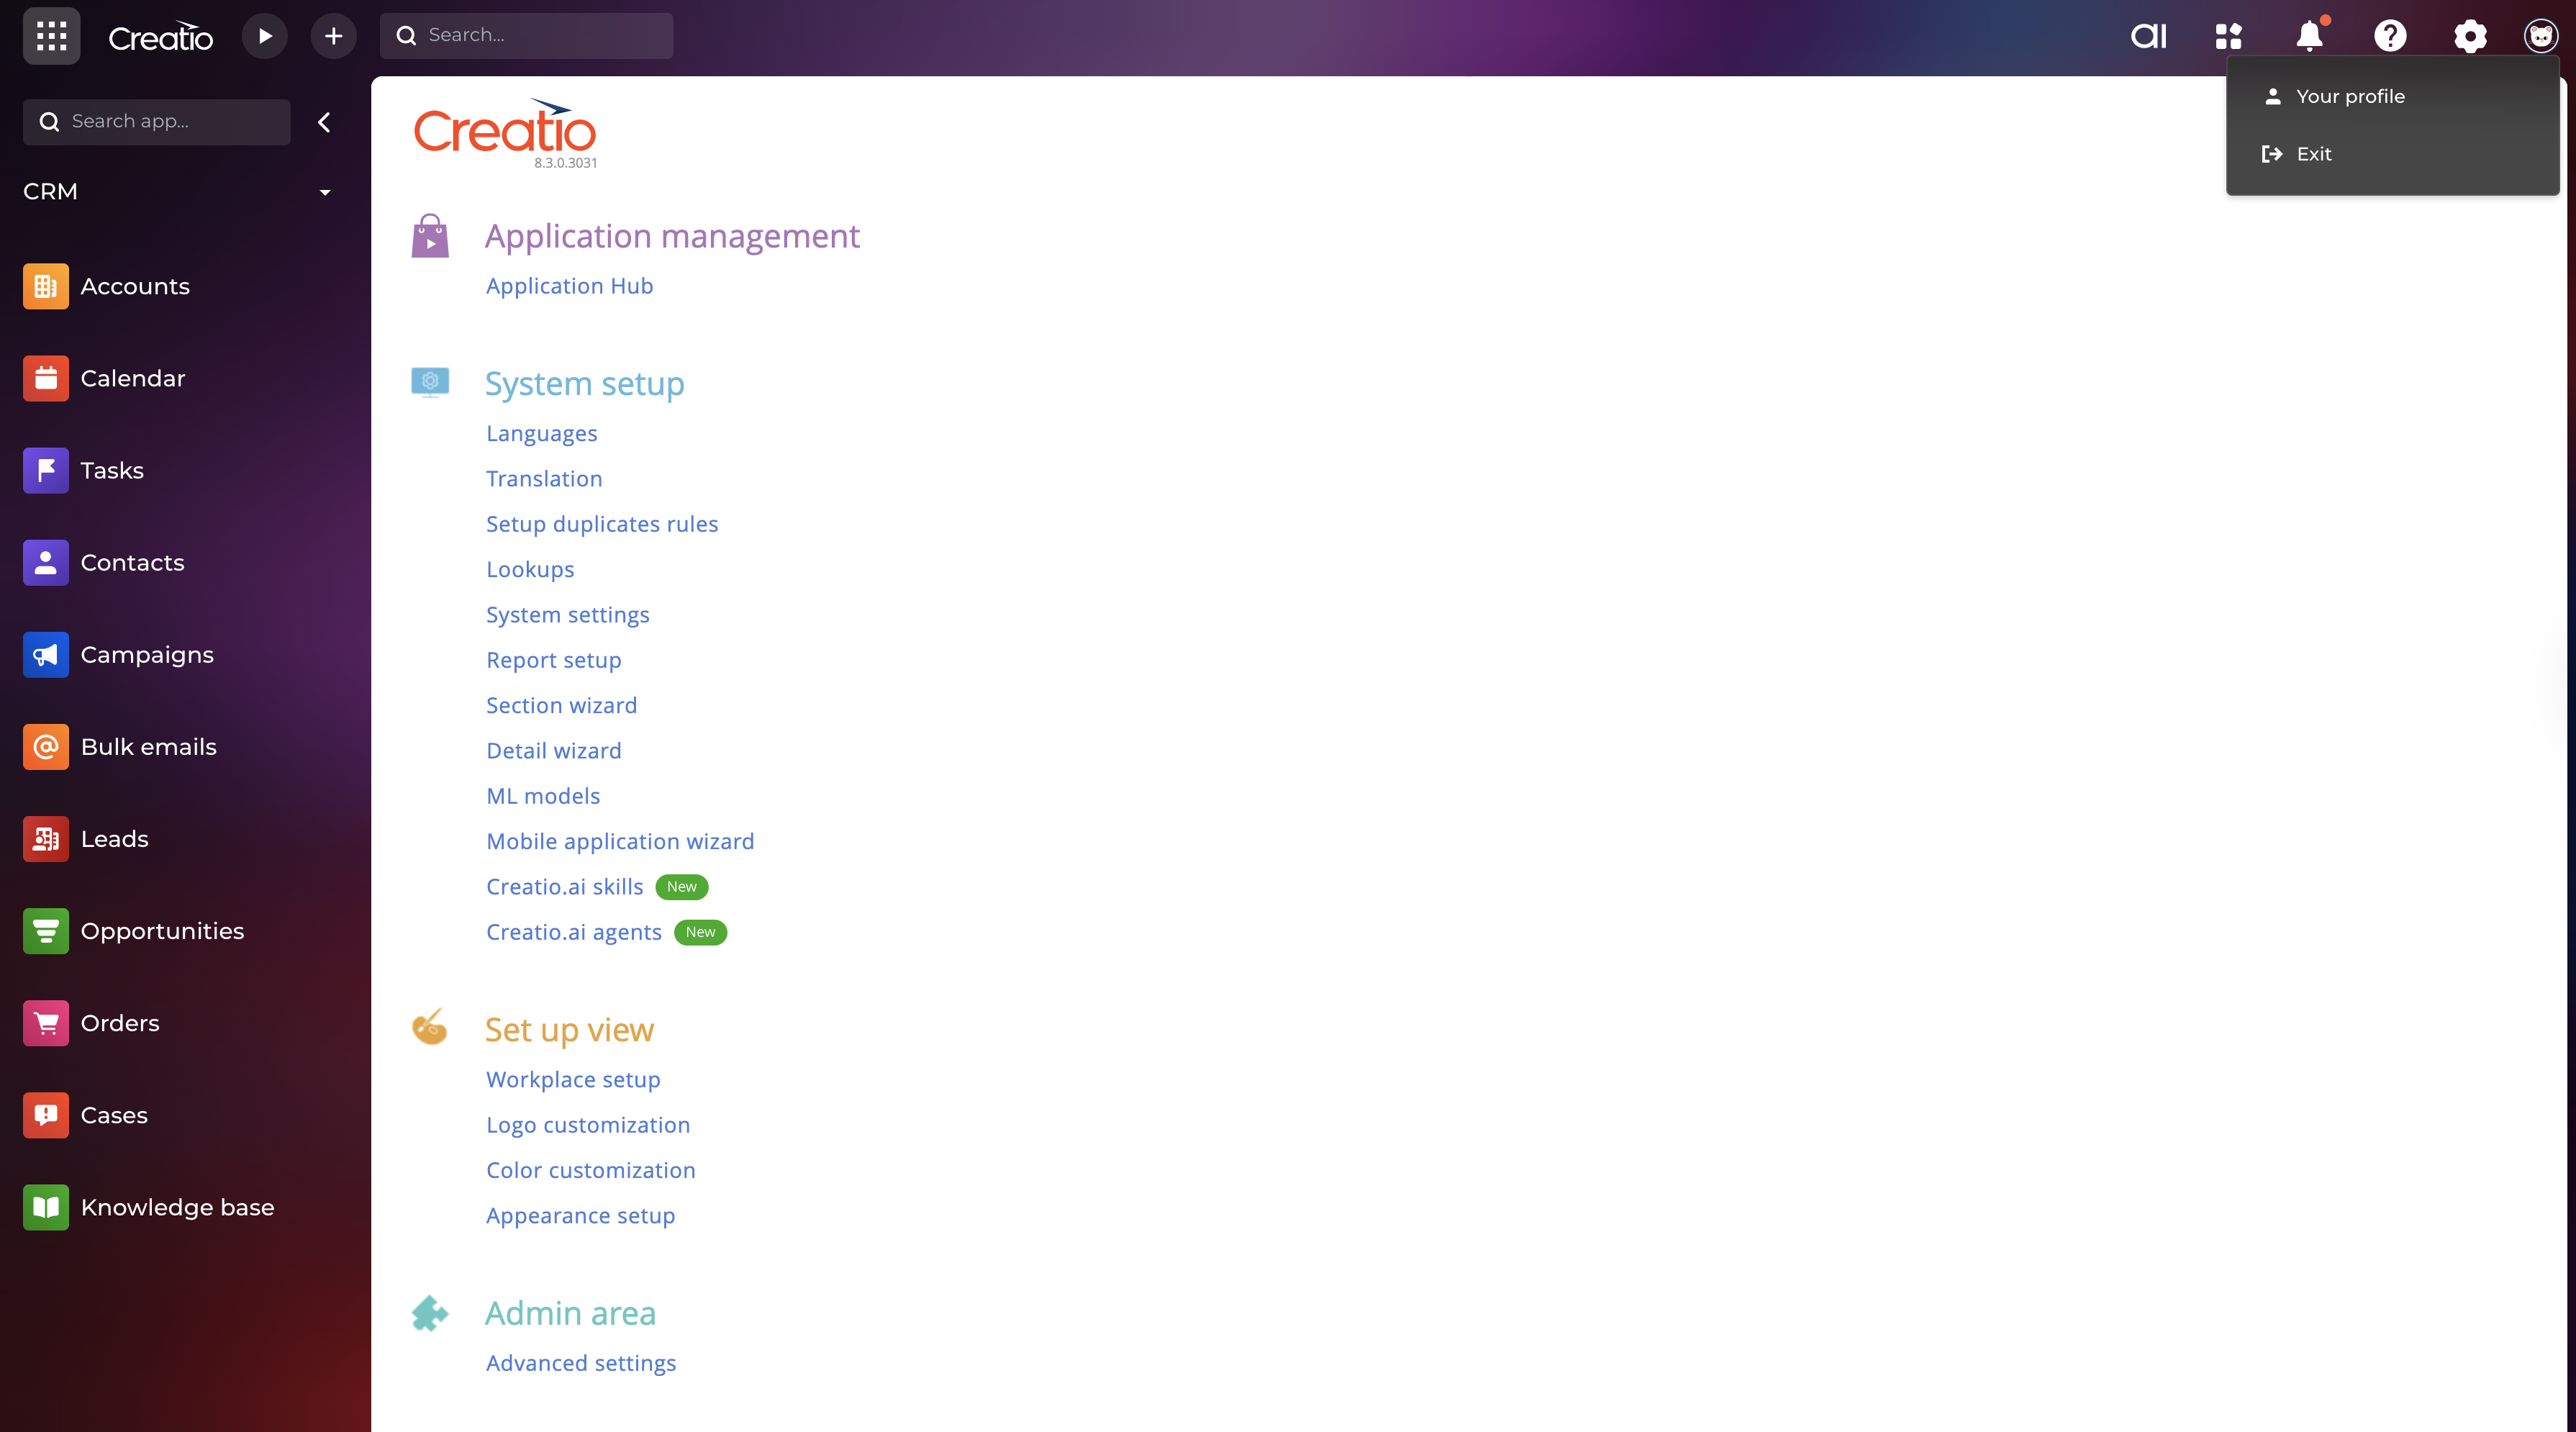 Creatio
Search...
aI
Your profile
Exit
Search app...
CRM
Accounts
Calendar
Tasks
Contacts
Campaigns
Bulk emails
Leads
Opportunities
Orders
Cases
Knowledge base
Creatio
8.3.0.3031
Application management
Application Hub
System setup
Languages
Translation
Setup duplicates rules
Lookups
System settings
Report setup
Section wizard
Detail wizard
ML models
Mobile application wizard
Creatio.ai skills New
Creatio.ai agents New
Set up view
Workplace setup
Logo customization
Color customization
Appearance setup
Admin area
Advanced settings